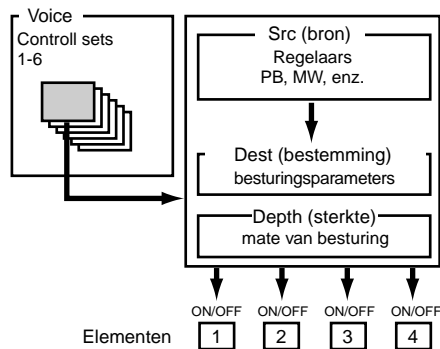 Voice
Controll sets
1-6
Src (bron)
Regelaars
PB, MW, enz.
Dest (bestemming)
besturingsparameters
Depth (sterkte)
mate van besturing
ON/OFF ON/OFF ON/OFF ON/OFF
Elementen 1 2 3 4